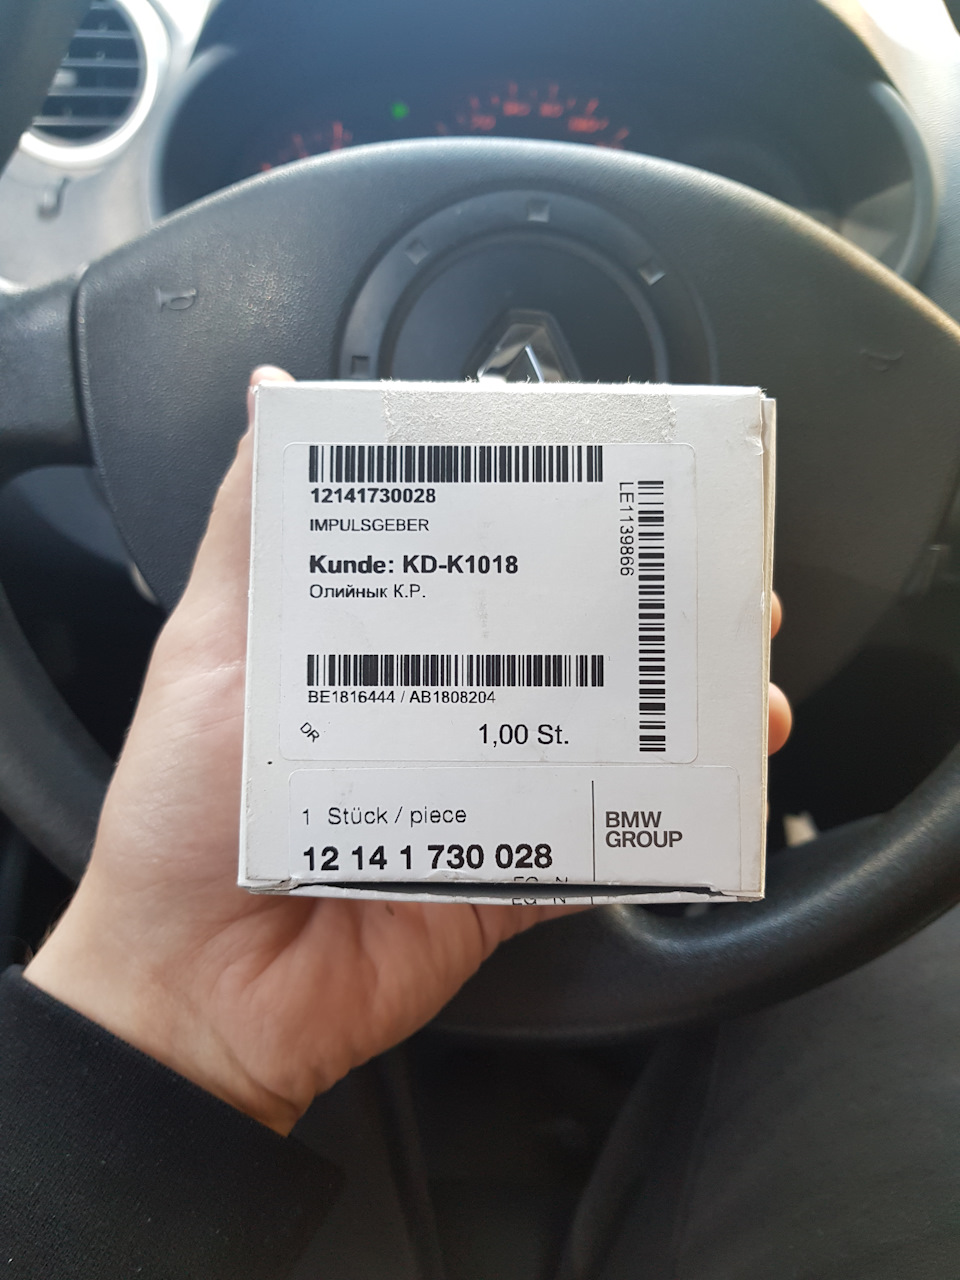 12141730028
IMPULSGEBER
Kunde: KD-K1018
Олийнык К.Р.
LE1139866
BE1816444 / AB1808204
DR
1,00 St.
1 Stück / piece
12 14 1 730 028
BMW
GROUP